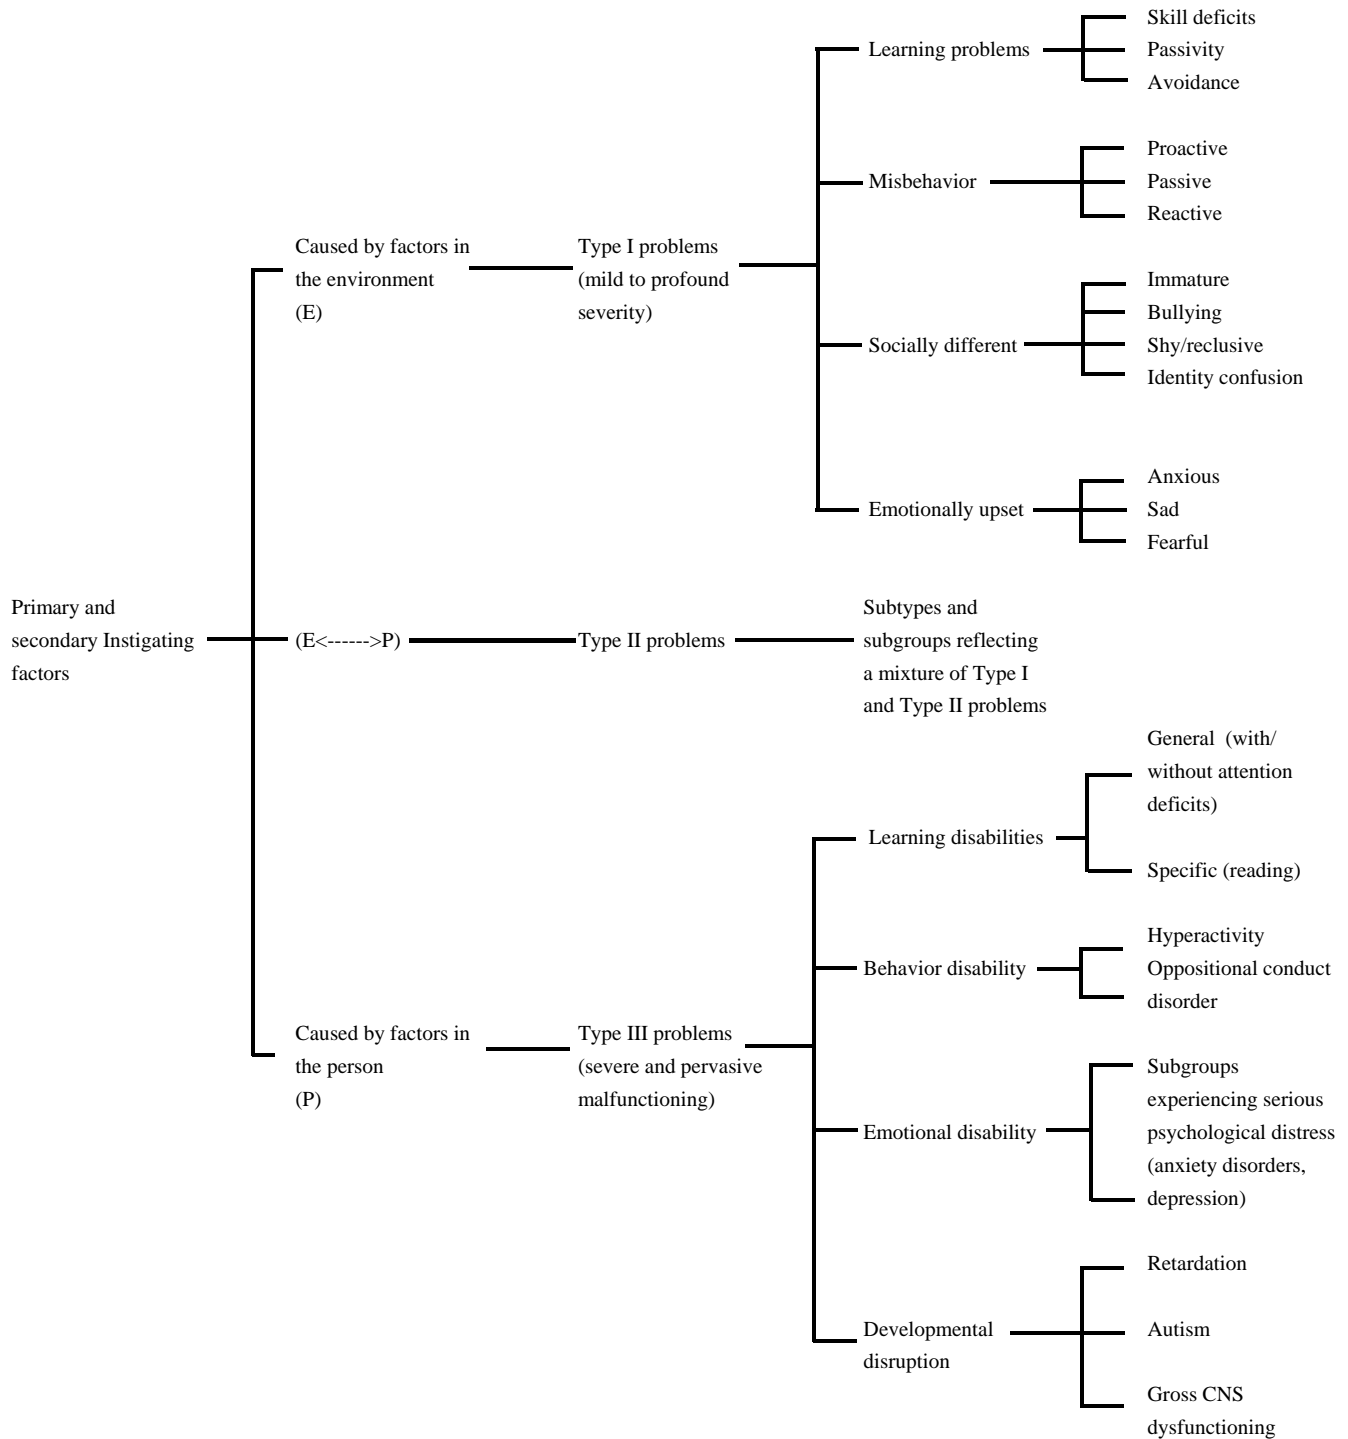 Skill deficits
Learning problems
Passivity
Avoidance
Proactive
Misbehavior
Passive
Reactive
Caused by factors in
the environment
(E)
Type I problems
(mild to profound
severity)
Immature
Bullying
Socially different
Shy/reclusive
Identity confusion
Anxious
Emotionally upset
Sad
Fearful
Primary and
secondary Instigating
factors
(E<------>P)
Type II problems
Subtypes and
subgroups reflecting
a mixture of Type I
and Type II problems
General  (with/
without attention
deficits)
Learning disabilities
Specific (reading)
Hyperactivity
Behavior disability
Oppositional conduct
disorder
Caused by factors in
the person
(P)
Type III problems
(severe and pervasive
malfunctioning)
Subgroups
experiencing serious
psychological distress
(anxiety disorders,
depression)
Emotional disability
Retardation
Developmental
disruption
Autism
Gross CNS
dysfunctioning